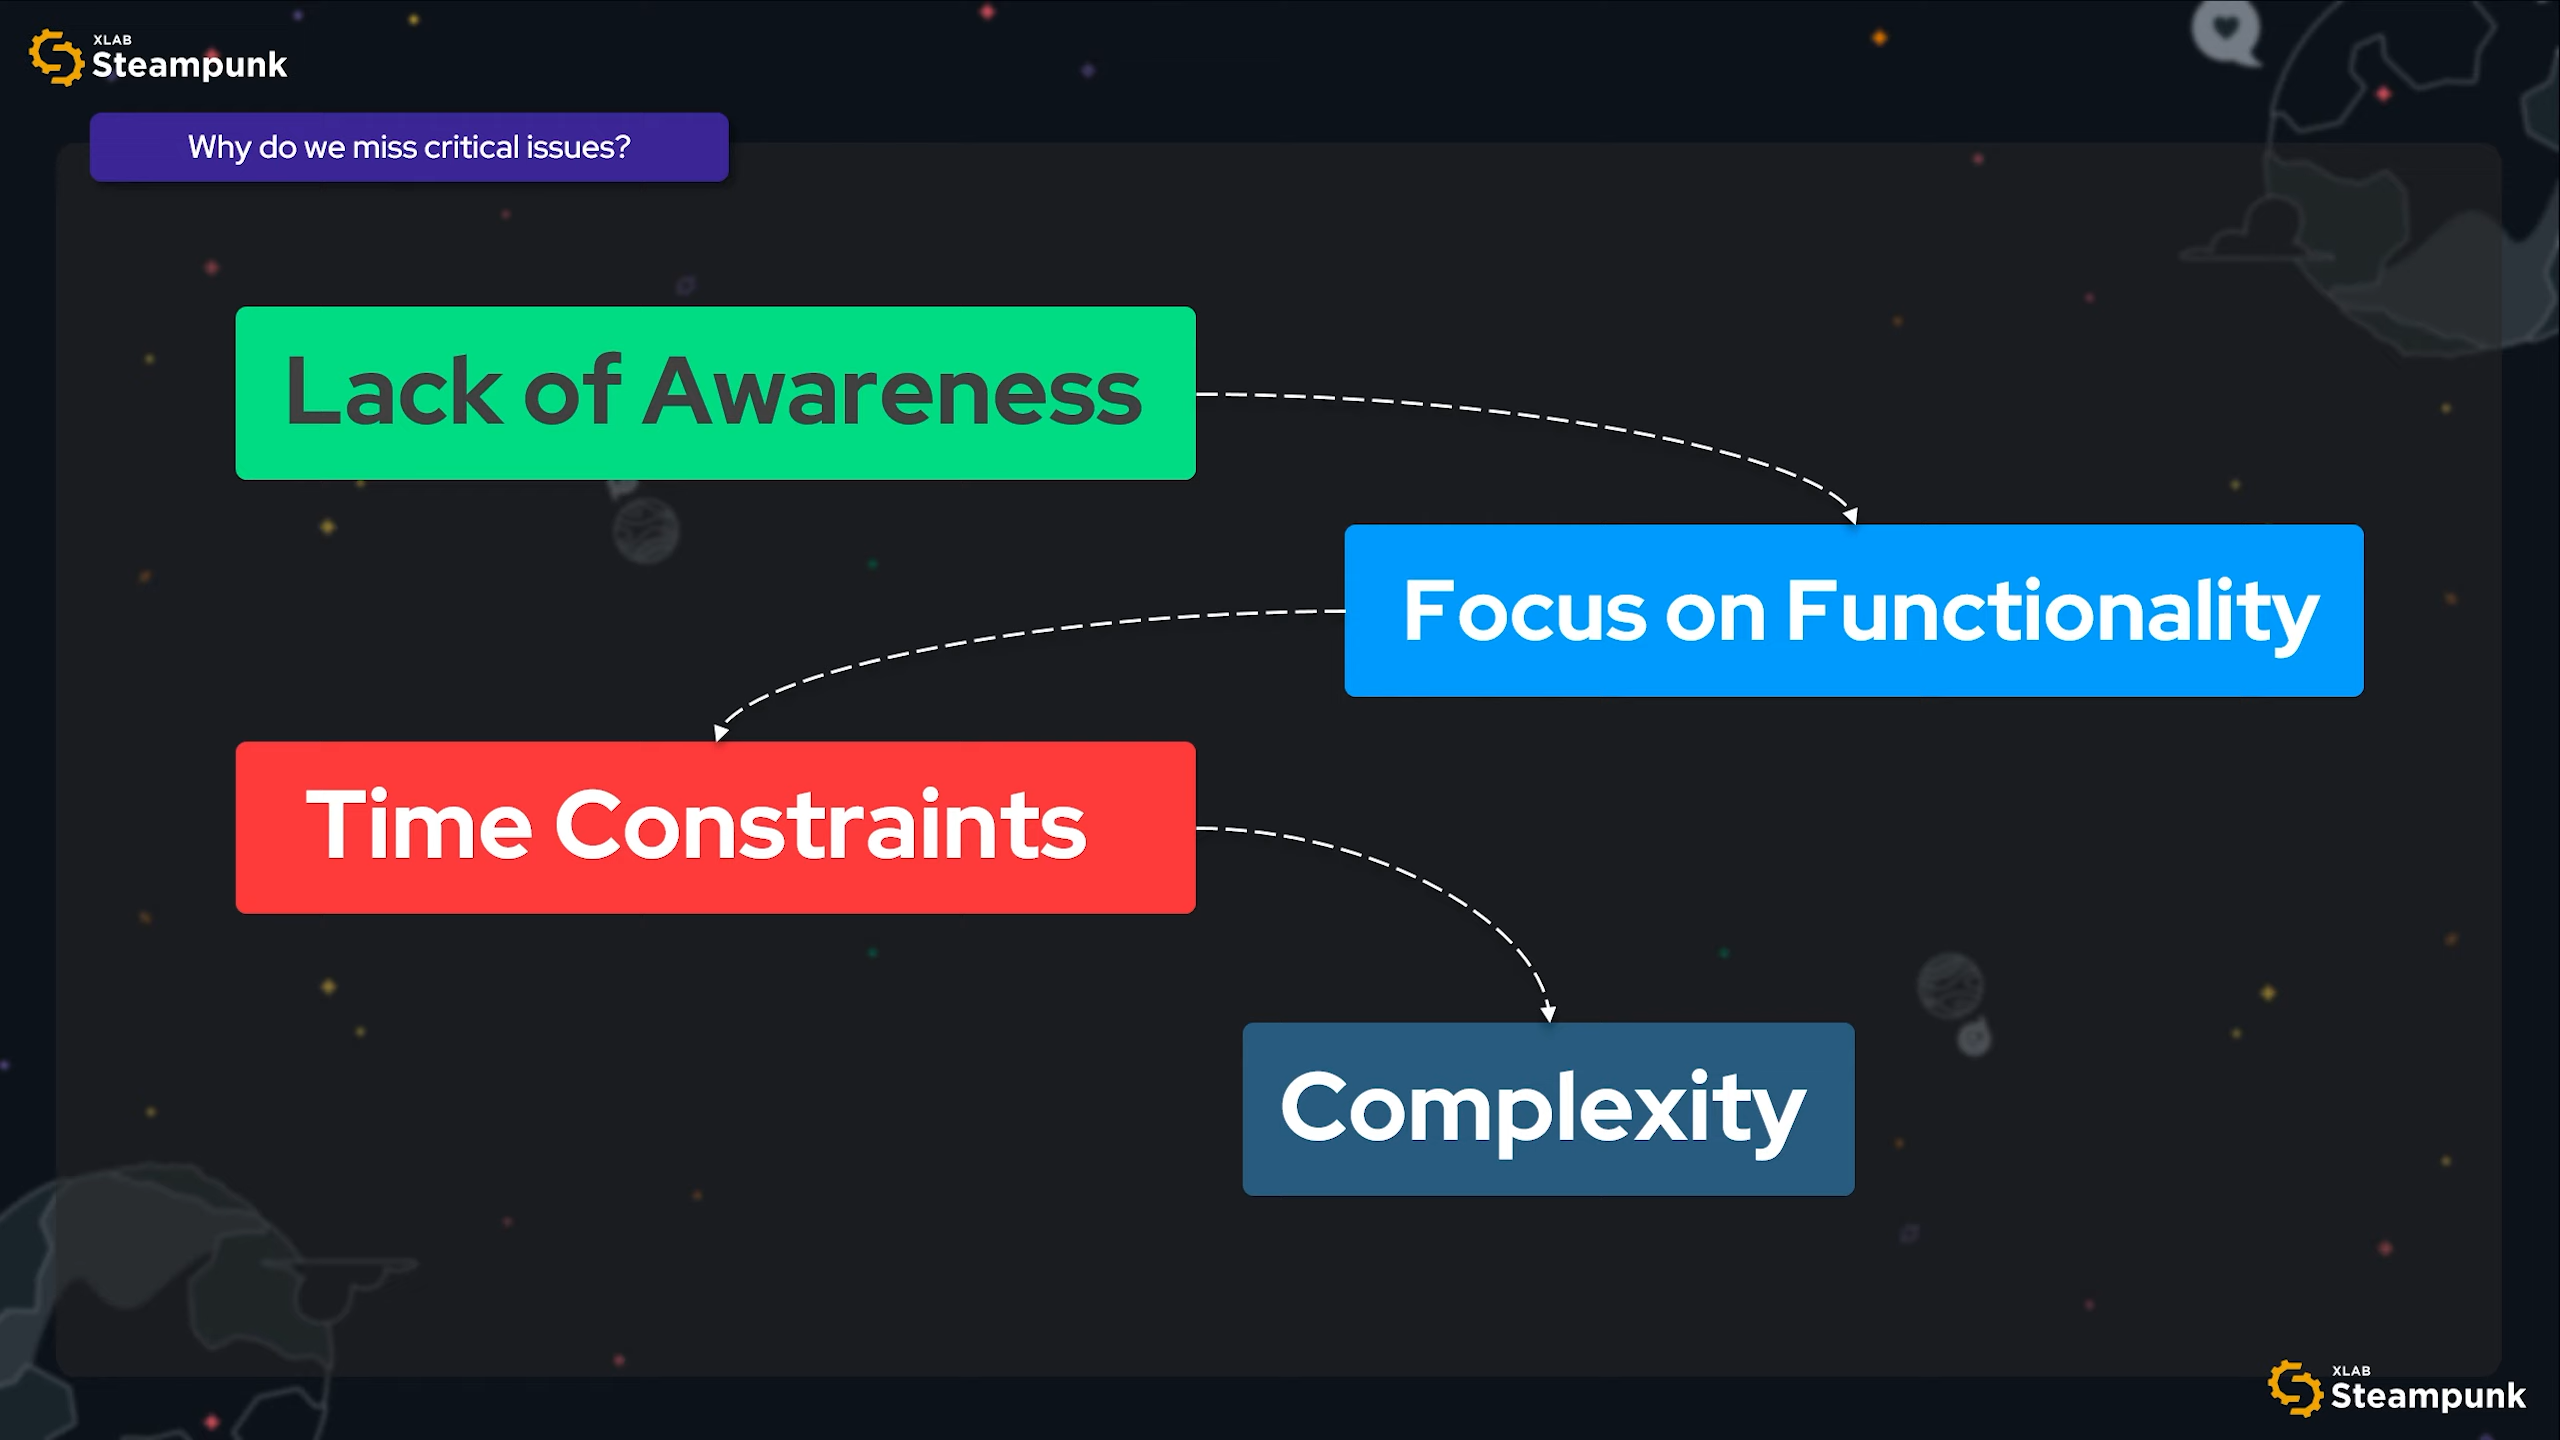 XLAB
Steampunk
Why do we miss critical issues?
Lack of Awareness
Focus on Functionality
Time Constraints
Complexity
XLAB
Steampunk